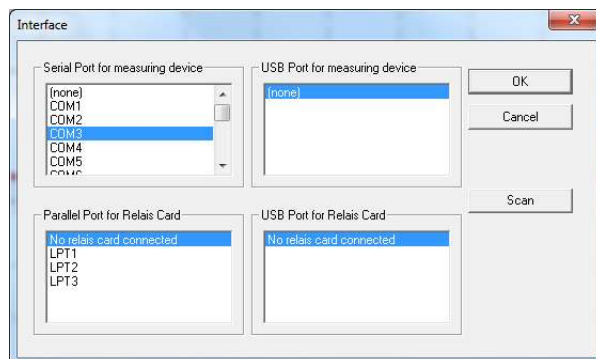 Interface
Serial Port for measuring device
(none)
COM1
COM2
COM3
COM4
COM5
COM6
USB Port for measuring device
(none)
OK
Cancel
Scan
Parallel Port for Relais Card
No relais card connected
LPT1
LPT2
LPT3
USB Port for Relais Card
No relais card connected